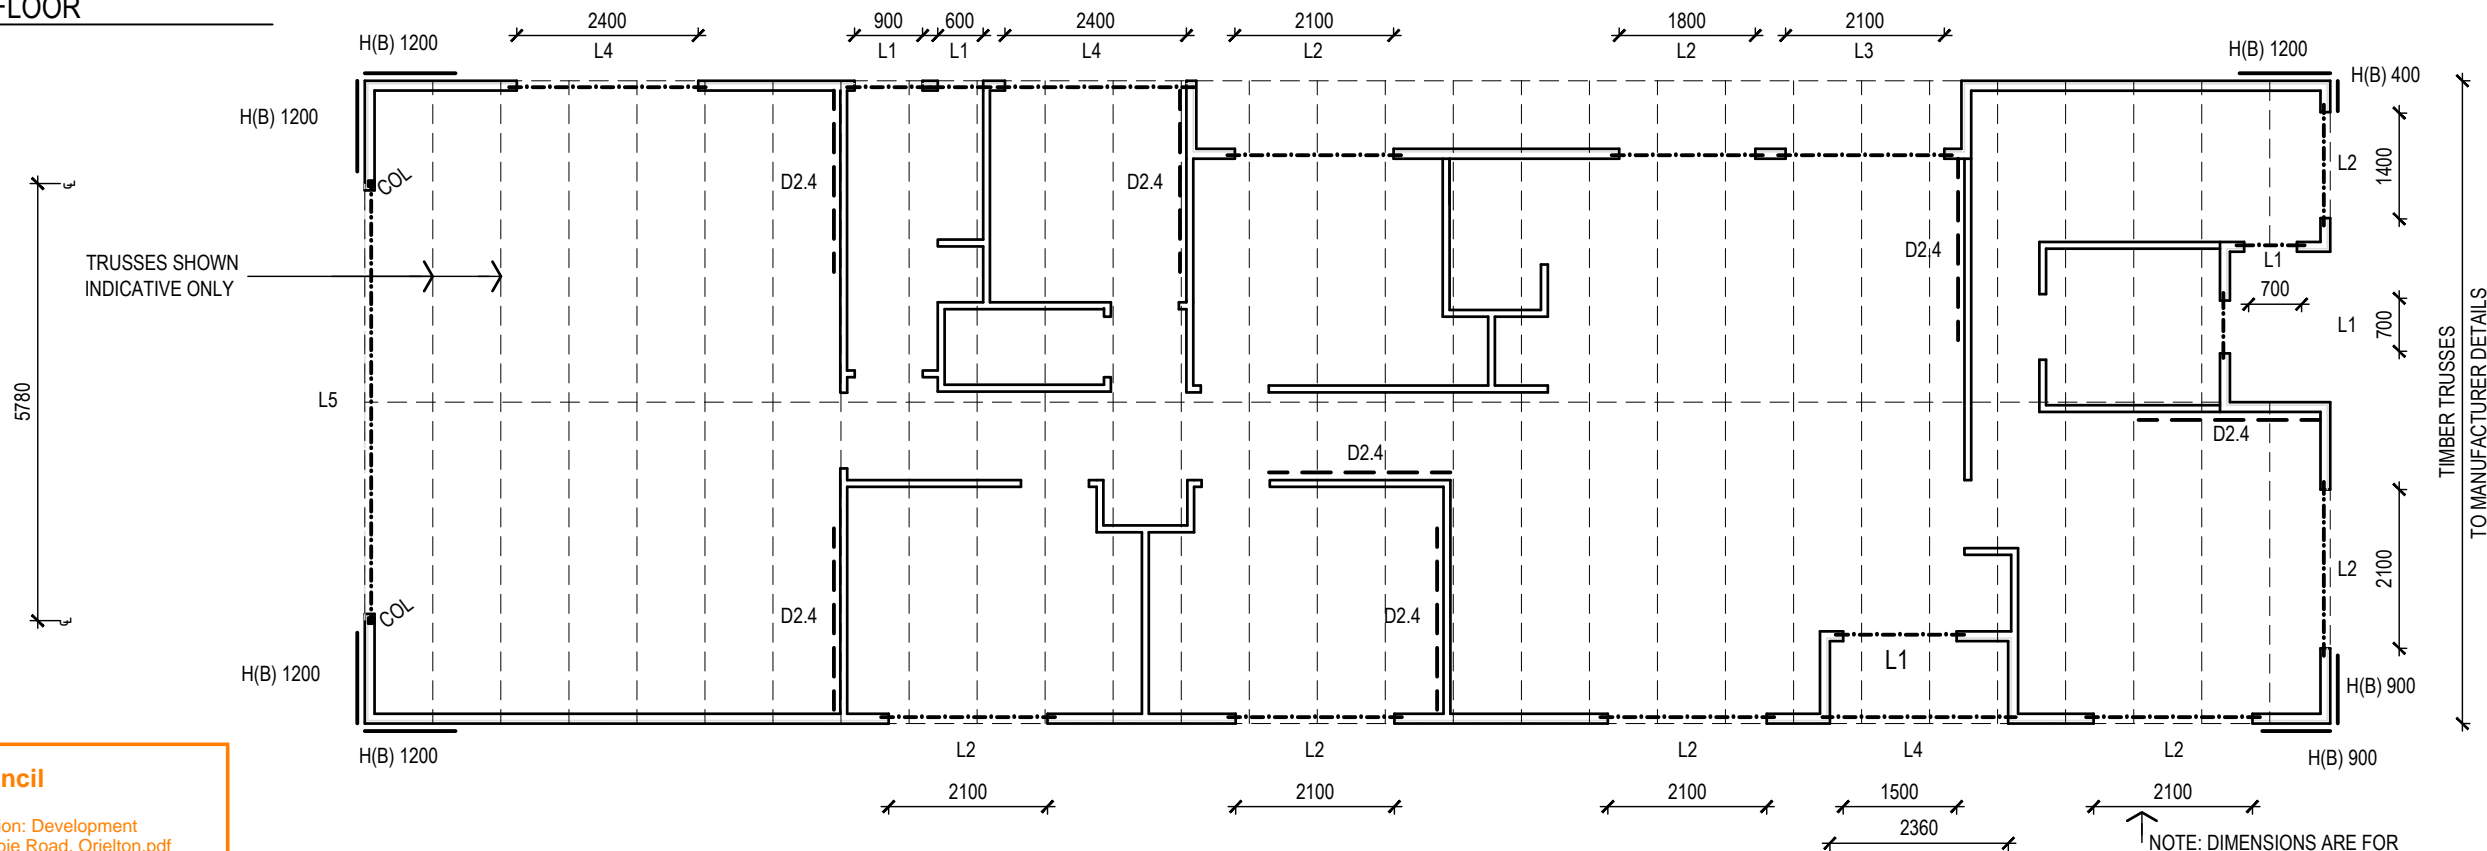 FLOOR
2400
900
600
2400
2100
1800
2100
L4
L1
L1
L4
L2
L2
L3
H(B) 1200
H(B) 1200
H(B) 400
H(B) 1200
COL
D2.4
D2.4
D2.4
L2
1400
TRUSSES SHOWN
INDICATIVE ONLY
L1
700
L1
700
5780
L5
TIMBER TRUSSES
TO MANUFACTURER DETAILS
D2.4
D2.4
COL
D2.4
D2.4
L2
2100
L1
H(B) 1200
H(B) 900
H(B) 1200
L2
L2
L2
L4
L2
H(B) 900
2100
2100
2100
1500
2100
2360
NOTE: DIMENSIONS ARE FOR
ncil
ion: Development
Road, Orielton.pdf